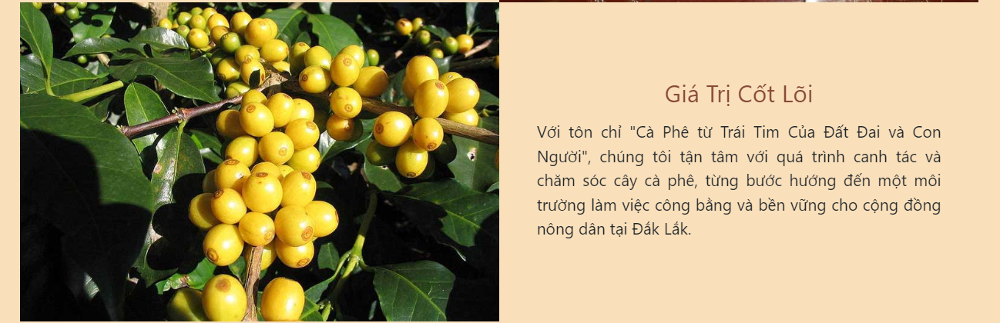 Giá Trị Cốt Lõi
Với tôn chỉ "Cà Phê từ Trái Tim Của Đất Đai và Con
Người", chúng tôi tận tâm với quá trình canh tác và
chăm sóc cây cà phê, từng bước hướng đến một môi
trường làm việc công bằng và bền vững cho cộng đồng
nông dân tại Đắk Lắk.